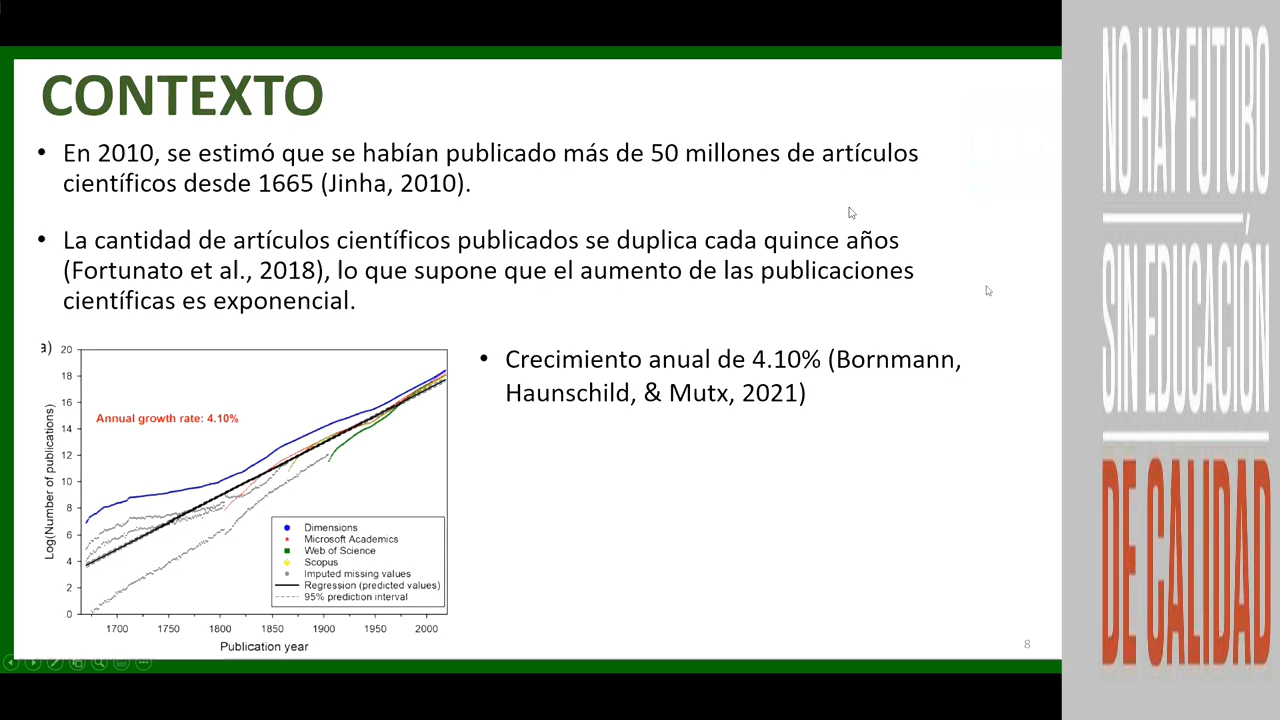 CONTEXTO
• En 2010, se estimó que se habían publicado más de 50 millones de artículos
científicos desde 1665 (Jinha, 2010).
• La cantidad de artículos científicos publicados se duplica cada quince años
(Fortunato et al., 2018), lo que supone que el aumento de las publicaciones
científicas es exponencial.
• Crecimiento anual de 4.10% (Bornmann,
Haunschild, & Mutx, 2021)
a)
Log(Number of publications)
20
18
16
14
12
10
8
6
4
2
0
Annual growth rate: 4.10%
Dimensions
Microsoft Academics
Web of Science
Scopus
Imputed missing values
Regression (predicted values)
95% prediction interval
1700 1750 1800 1850 1900 1950 2000
Publication year
8
NO HAY FUTURO
SIN EDUCACIÓN
DE CALIDAD